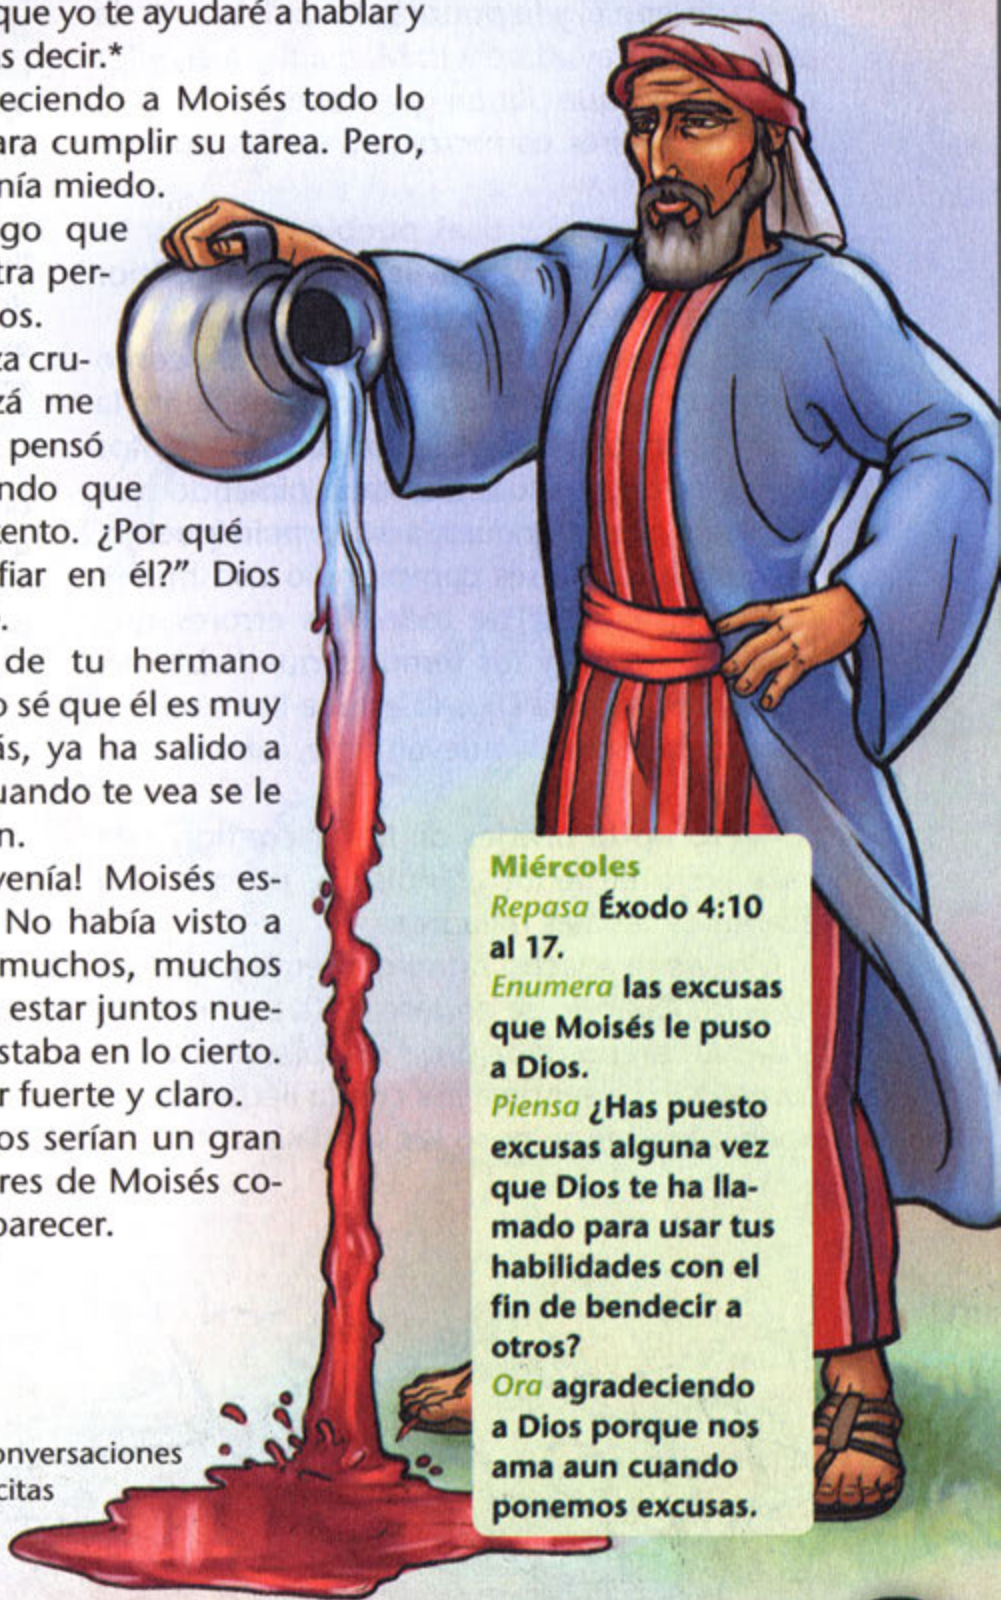 que yo te ayudaré a hablar y
s decir.*
eciendo a Moisés todo lo
ara cumplir su tarea. Pero,
nía miedo.
go que
tra per-
os.
za cru-
zá me
pensó
ndo que
ento. ¿Por qué
fiar en él?” Dios
.
de tu hermano
o sé que él es muy
ás, ya ha salido a
uando te vea se le
n.
venía! Moisés es-
No había visto a
muchos, muchos
estar juntos nue-
staba en lo cierto.
r fuerte y claro.
os serían un gran
res de Moisés co-
parecer.
onversaciones
citas
Miércoles
Repasa Éxodo 4:10
al 17.
Enumera las excusas
que Moisés le puso
a Dios.
Piensa ¿Has puesto
excusas alguna vez
que Dios te ha lla-
mado para usar tus
habilidades con el
fin de bendecir a
otros?
Ora agradeciendo
a Dios porque nos
ama aun cuando
ponemos excusas.